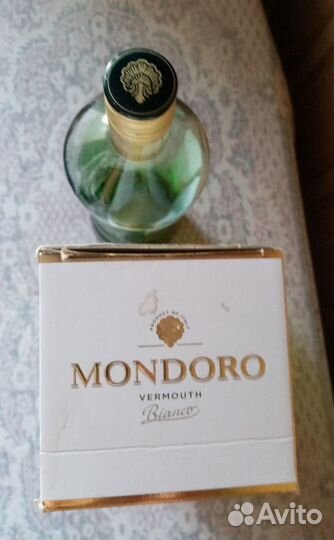 PRODUCT OF ITALY
MONDORO
VERMOUTH
Bianco
Avito